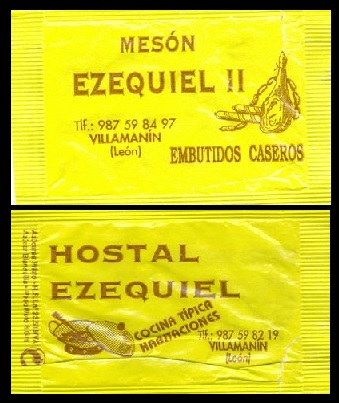 MESÓN
EZEQUIEL II
Tlf.: 987 59 84 97
VILLAMANÍN
(León)
EMBUTIDOS CASEROS
HOSTAL
EZEQUIEL
COCINA TÍPICA
HABITACIONES
Tlf.: 987 59 82 19
VILLAMANÍN
(León)